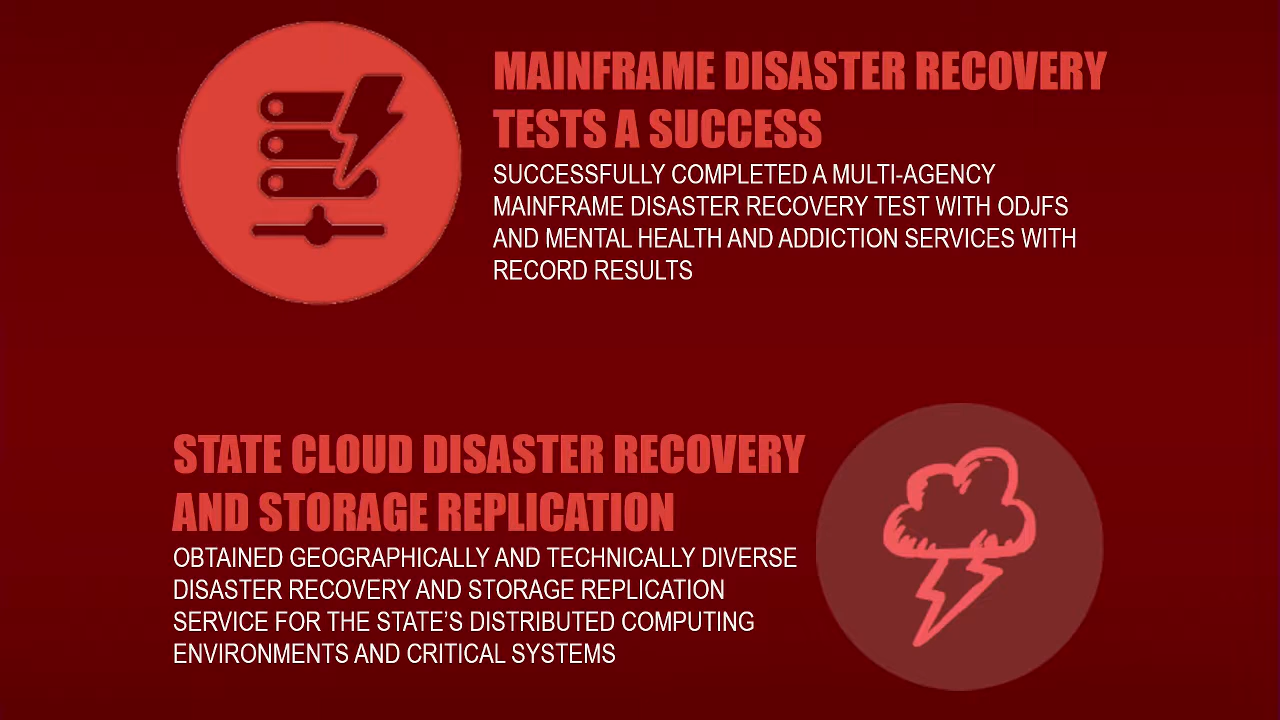 MAINFRAME DISASTER RECOVERY
TESTS A SUCCESS
SUCCESSFULLY COMPLETED A MULTI-AGENCY
MAINFRAME DISASTER RECOVERY TEST WITH ODJFS
AND MENTAL HEALTH AND ADDICTION SERVICES WITH
RECORD RESULTS
STATE CLOUD DISASTER RECOVERY
AND STORAGE REPLICATION
OBTAINED GEOGRAPHICALLY AND TECHNICALLY DIVERSE
DISASTER RECOVERY AND STORAGE REPLICATION
SERVICE FOR THE STATE’S DISTRIBUTED COMPUTING
ENVIRONMENTS AND CRITICAL SYSTEMS